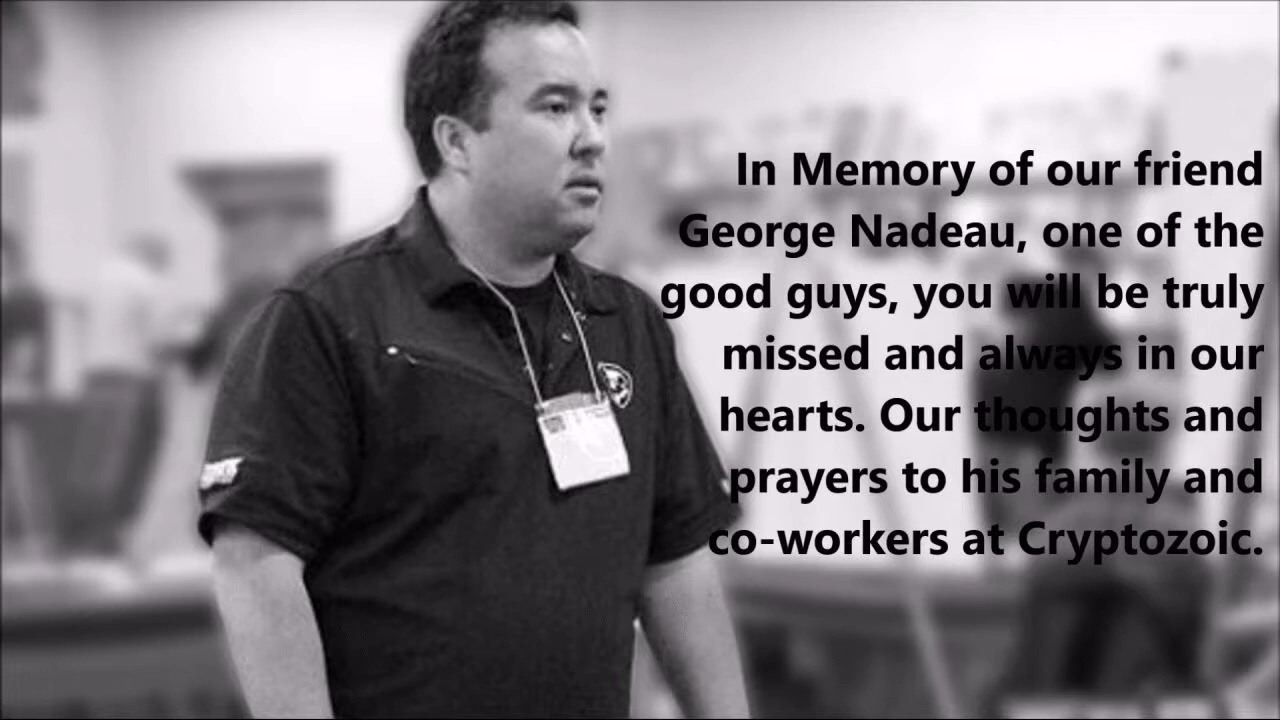 In Memory of our friend
George Nadeau, one of the
good guys, you will be truly
missed and always in our
hearts. Our thoughts and
prayers to his family and
co-workers at Cryptozoic.